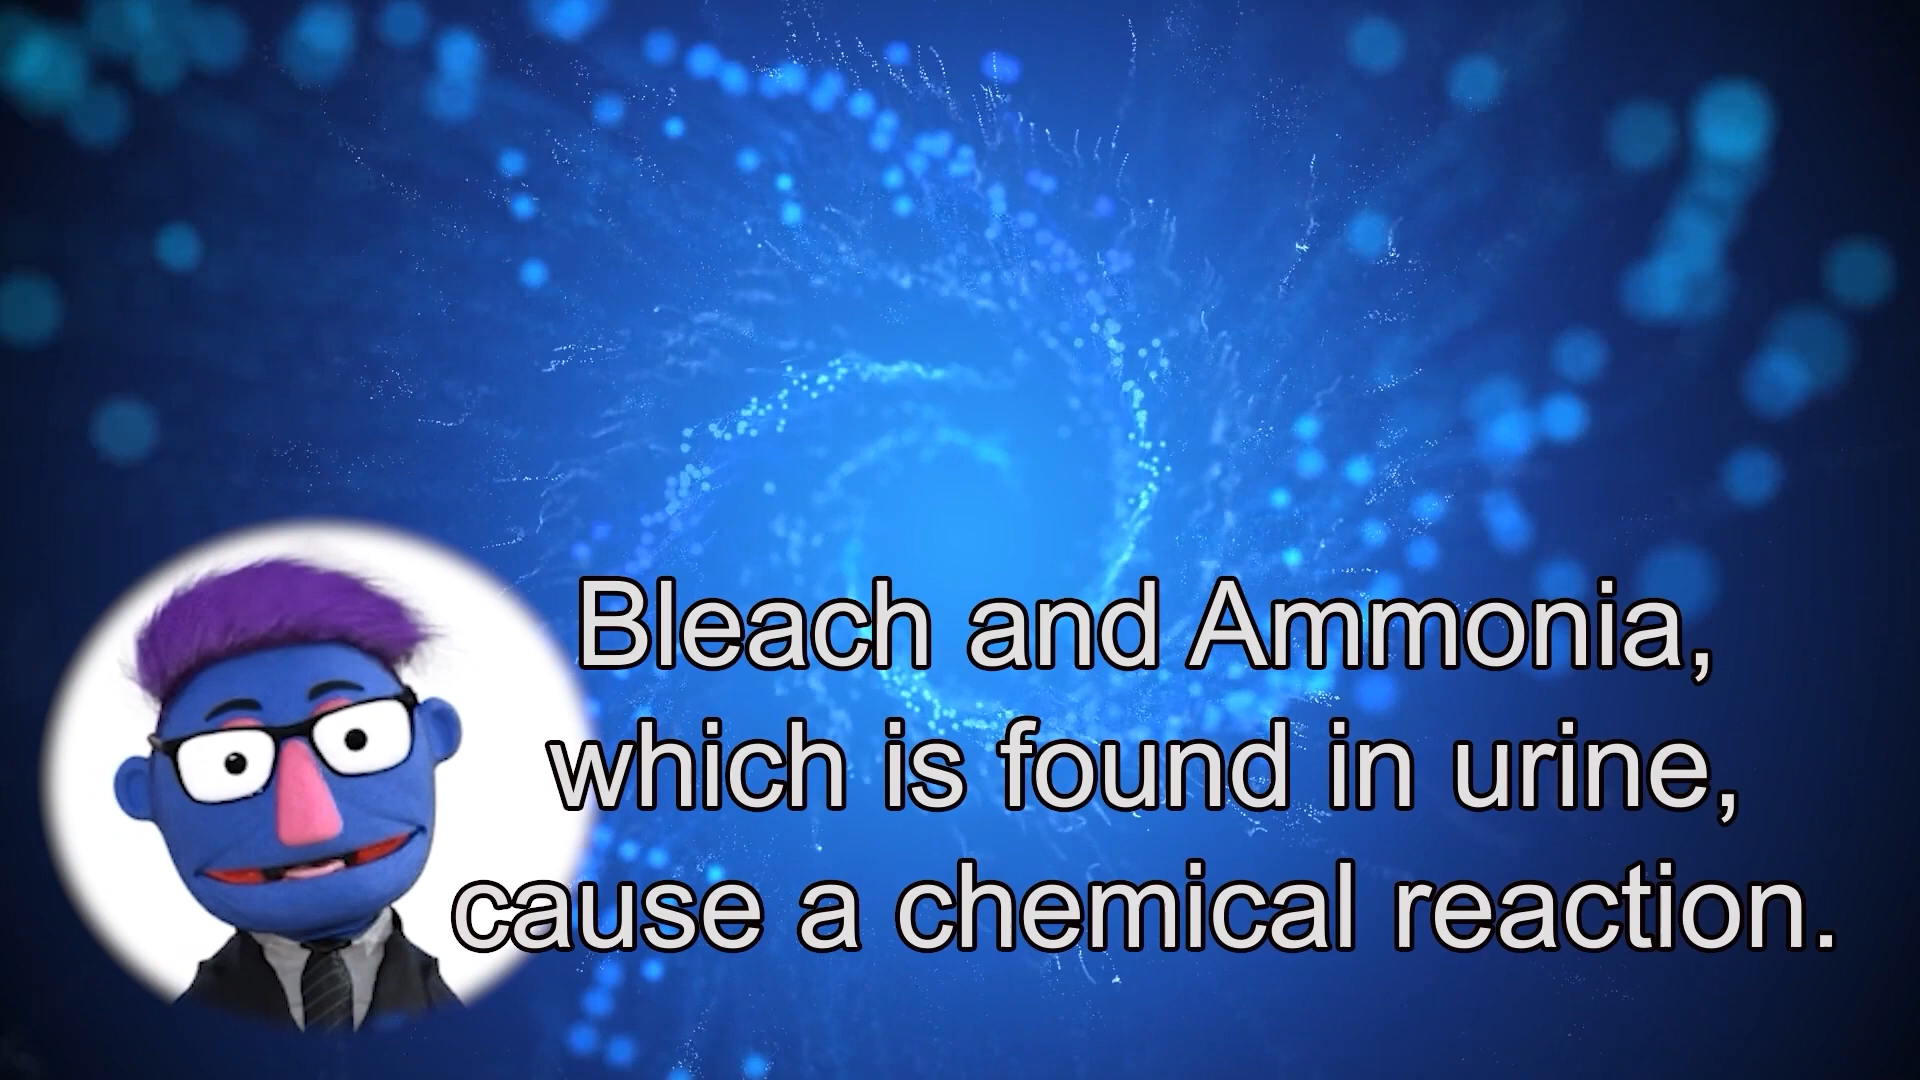 Bleach and Ammonia,
which is found in urine,
cause a chemical reaction.